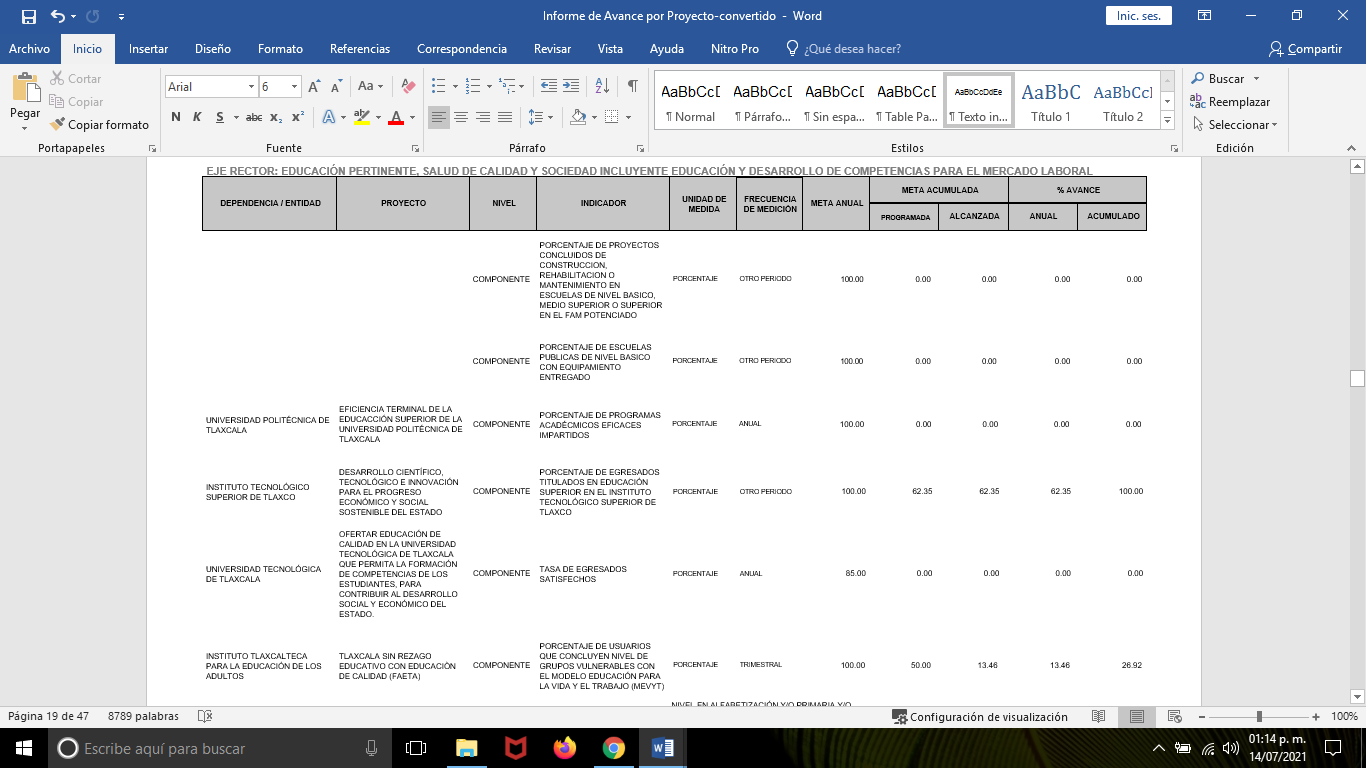 Informe de Avance por Proyecto-convertido - Word
Inic. ses.
Archivo Inicio Insertar Diseño Formato Referencias Correspondencia Revisar Vista Ayuda Nitro Pro ¿Qué desea hacer? Compartir
Pegar
Cortar
Copiar
Copiar formato
Portapapeles
Arial 6
Aa
N K S abc x₂ x²
Fuente
Párrafo
AaBbCcD AaBbCcD AaBbCcD AaBbCcD AaBbCcDdEe AaBbC AaBbCcI
¶ Normal ¶ Párrafo... ¶ Sin espa... ¶ Table Pa... ¶ Texto in... Título 1 Título 2
Estilos
Buscar
Reemplazar
Seleccionar
Edición
EJE RECTOR: EDUCACIÓN PERTINENTE, SALUD DE CALIDAD Y SOCIEDAD INCLUYENTE EDUCACIÓN Y DESARROLLO DE COMPETENCIAS PARA EL MERCADO LABORAL
DEPENDENCIA / ENTIDAD
PROYECTO
NIVEL
INDICADOR
UNIDAD DE
MEDIDA
FRECUENCIA
DE MEDICIÓN
META ANUAL
META ACUMULADA
PROGRAMADA
ALCANZADA
% AVANCE
ANUAL
ACUMULADO
COMPONENTE
PORCENTAJE DE PROYECTOS
CONCLUIDOS DE
CONSTRUCCION,
REHABILITACION O
MANTENIMIENTO EN
ESCUELAS DE NIVEL BASICO,
MEDIO SUPERIOR O SUPERIOR
EN EL FAM POTENCIADO
PORCENTAJE OTRO PERIODO 100.00 0.00 0.00 0.00 0.00
COMPONENTE
PORCENTAJE DE ESCUELAS
PUBLICAS DE NIVEL BASICO
CON EQUIPAMIENTO
ENTREGADO
PORCENTAJE OTRO PERIODO 100.00 0.00 0.00 0.00 0.00
UNIVERSIDAD POLITÉCNICA DE
TLAXCALA
EFICIENCIA TERMINAL DE LA
EDUCACCIÓN SUPERIOR DE LA
UNIVERSIDAD POLITÉCNICA DE
TLAXCALA
COMPONENTE
PORCENTAJE DE PROGRAMAS
ACADÉMICOS EFICACES
IMPARTIDOS
PORCENTAJE ANUAL 100.00 0.00 0.00 0.00 0.00
INSTITUTO TECNOLÓGICO
SUPERIOR DE TLAXCO
DESARROLLO CIENTÍFICO,
TECNOLÓGICO E INNOVACIÓN
PARA EL PROGRESO
ECONÓMICO Y SOCIAL
SOSTENIBLE DEL ESTADO
COMPONENTE
PORCENTAJE DE EGRESADOS
TITULADOS EN EDUCACIÓN
SUPERIOR EN EL INSTITUTO
TECNOLÓGICO SUPERIOR DE
TLAXCO
PORCENTAJE OTRO PERIODO 100.00 62.35 62.35 62.35 100.00
UNIVERSIDAD TECNOLÓGICA
DE TLAXCALA
OFERTAR EDUCACIÓN DE
CALIDAD EN LA UNIVERSIDAD
TECNOLÓGICA DE TLAXCALA
QUE PERMITA LA FORMACIÓN
DE COMPETENCIAS DE LOS
ESTUDIANTES, PARA
CONTRIBUIR AL DESARROLLO
SOCIAL Y ECONÓMICO DEL
ESTADO.
COMPONENTE
TASA DE EGRESADOS
SATISFECHOS
PORCENTAJE ANUAL 85.00 0.00 0.00 0.00 0.00
INSTITUTO TLAXCALTECA
PARA LA EDUCACIÓN DE LOS
ADULTOS
TLAXCALA SIN REZAGO
EDUCATIVO CON EDUCACIÓN
DE CALIDAD (FAETA)
COMPONENTE
PORCENTAJE DE USUARIOS
QUE CONCLUYEN NIVEL DE
GRUPOS VULNERABLES CON
EL MODELO EDUCACIÓN PARA
LA VIDA Y EL TRABAJO (MEVYT)
PORCENTAJE TRIMESTRAL 100.00 50.00 13.46 13.46 26.92
NIVEL EN ALFABETIZACIÓN Y/O PRIMARIA Y/O
Página 19 de 47 8789 palabras Configuración de visualización 100%
Escribe aquí para buscar
01:14 p. m.
14/07/2021